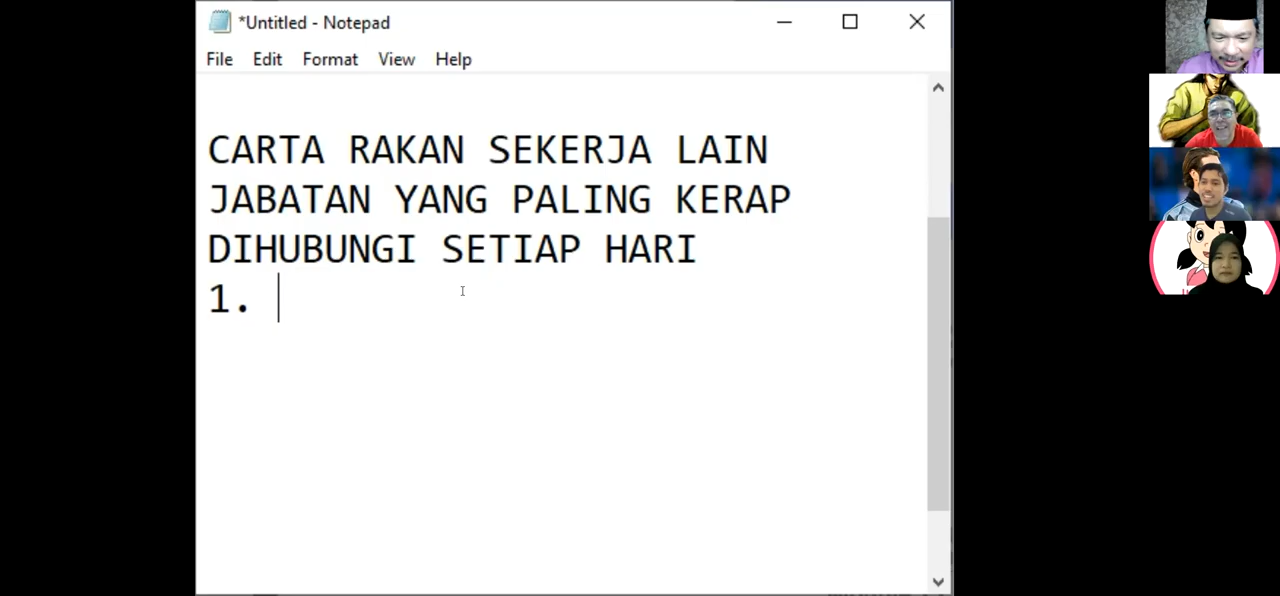 *Untitled - Notepad
File Edit Format View Help
CARTA RAKAN SEKERJA LAIN
JABATAN YANG PALING KERAP
DIHUBUNGI SETIAP HARI
1.